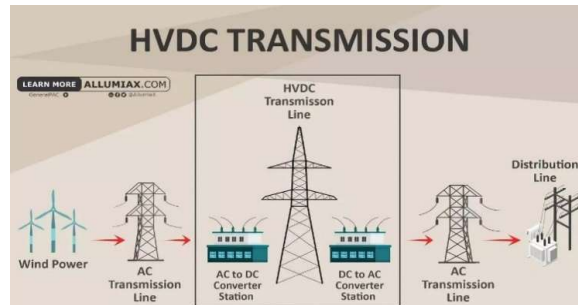 HVDC TRANSMISSION
LEARN MORE ALLUMIAX.COM
HVDC
Transmisson
Line
Distribution
Line
Wind Power
AC
Transmission
Line
AC to DC
Converter
Station
DC to AC
Converter
Station
AC
Transmission
Line